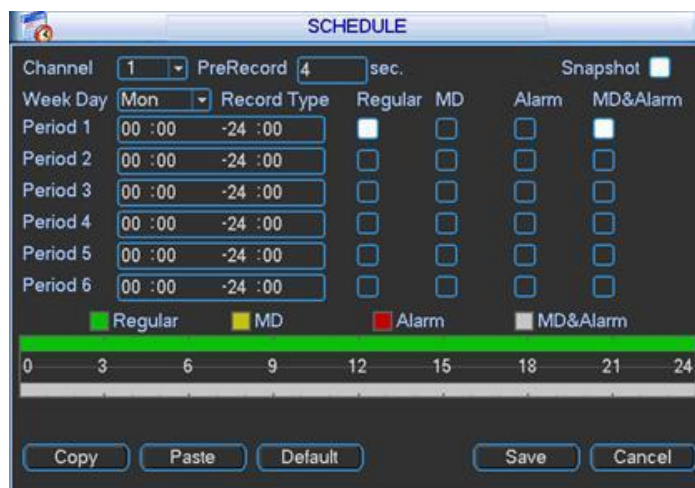 SCHEDULE
Channel 1 PreRecord 4 sec. Snapshot
Week Day Mon Record Type Regular MD Alarm MD&Alarm
Period 1 00 :00 -24 :00
Period 2 00 :00 -24 :00
Period 3 00 :00 -24 :00
Period 4 00 :00 -24 :00
Period 5 00 :00 -24 :00
Period 6 00 :00 -24 :00
Regular MD Alarm MD&Alarm
0 3 6 9 12 15 18 21 24
Copy Paste Default Save Cancel